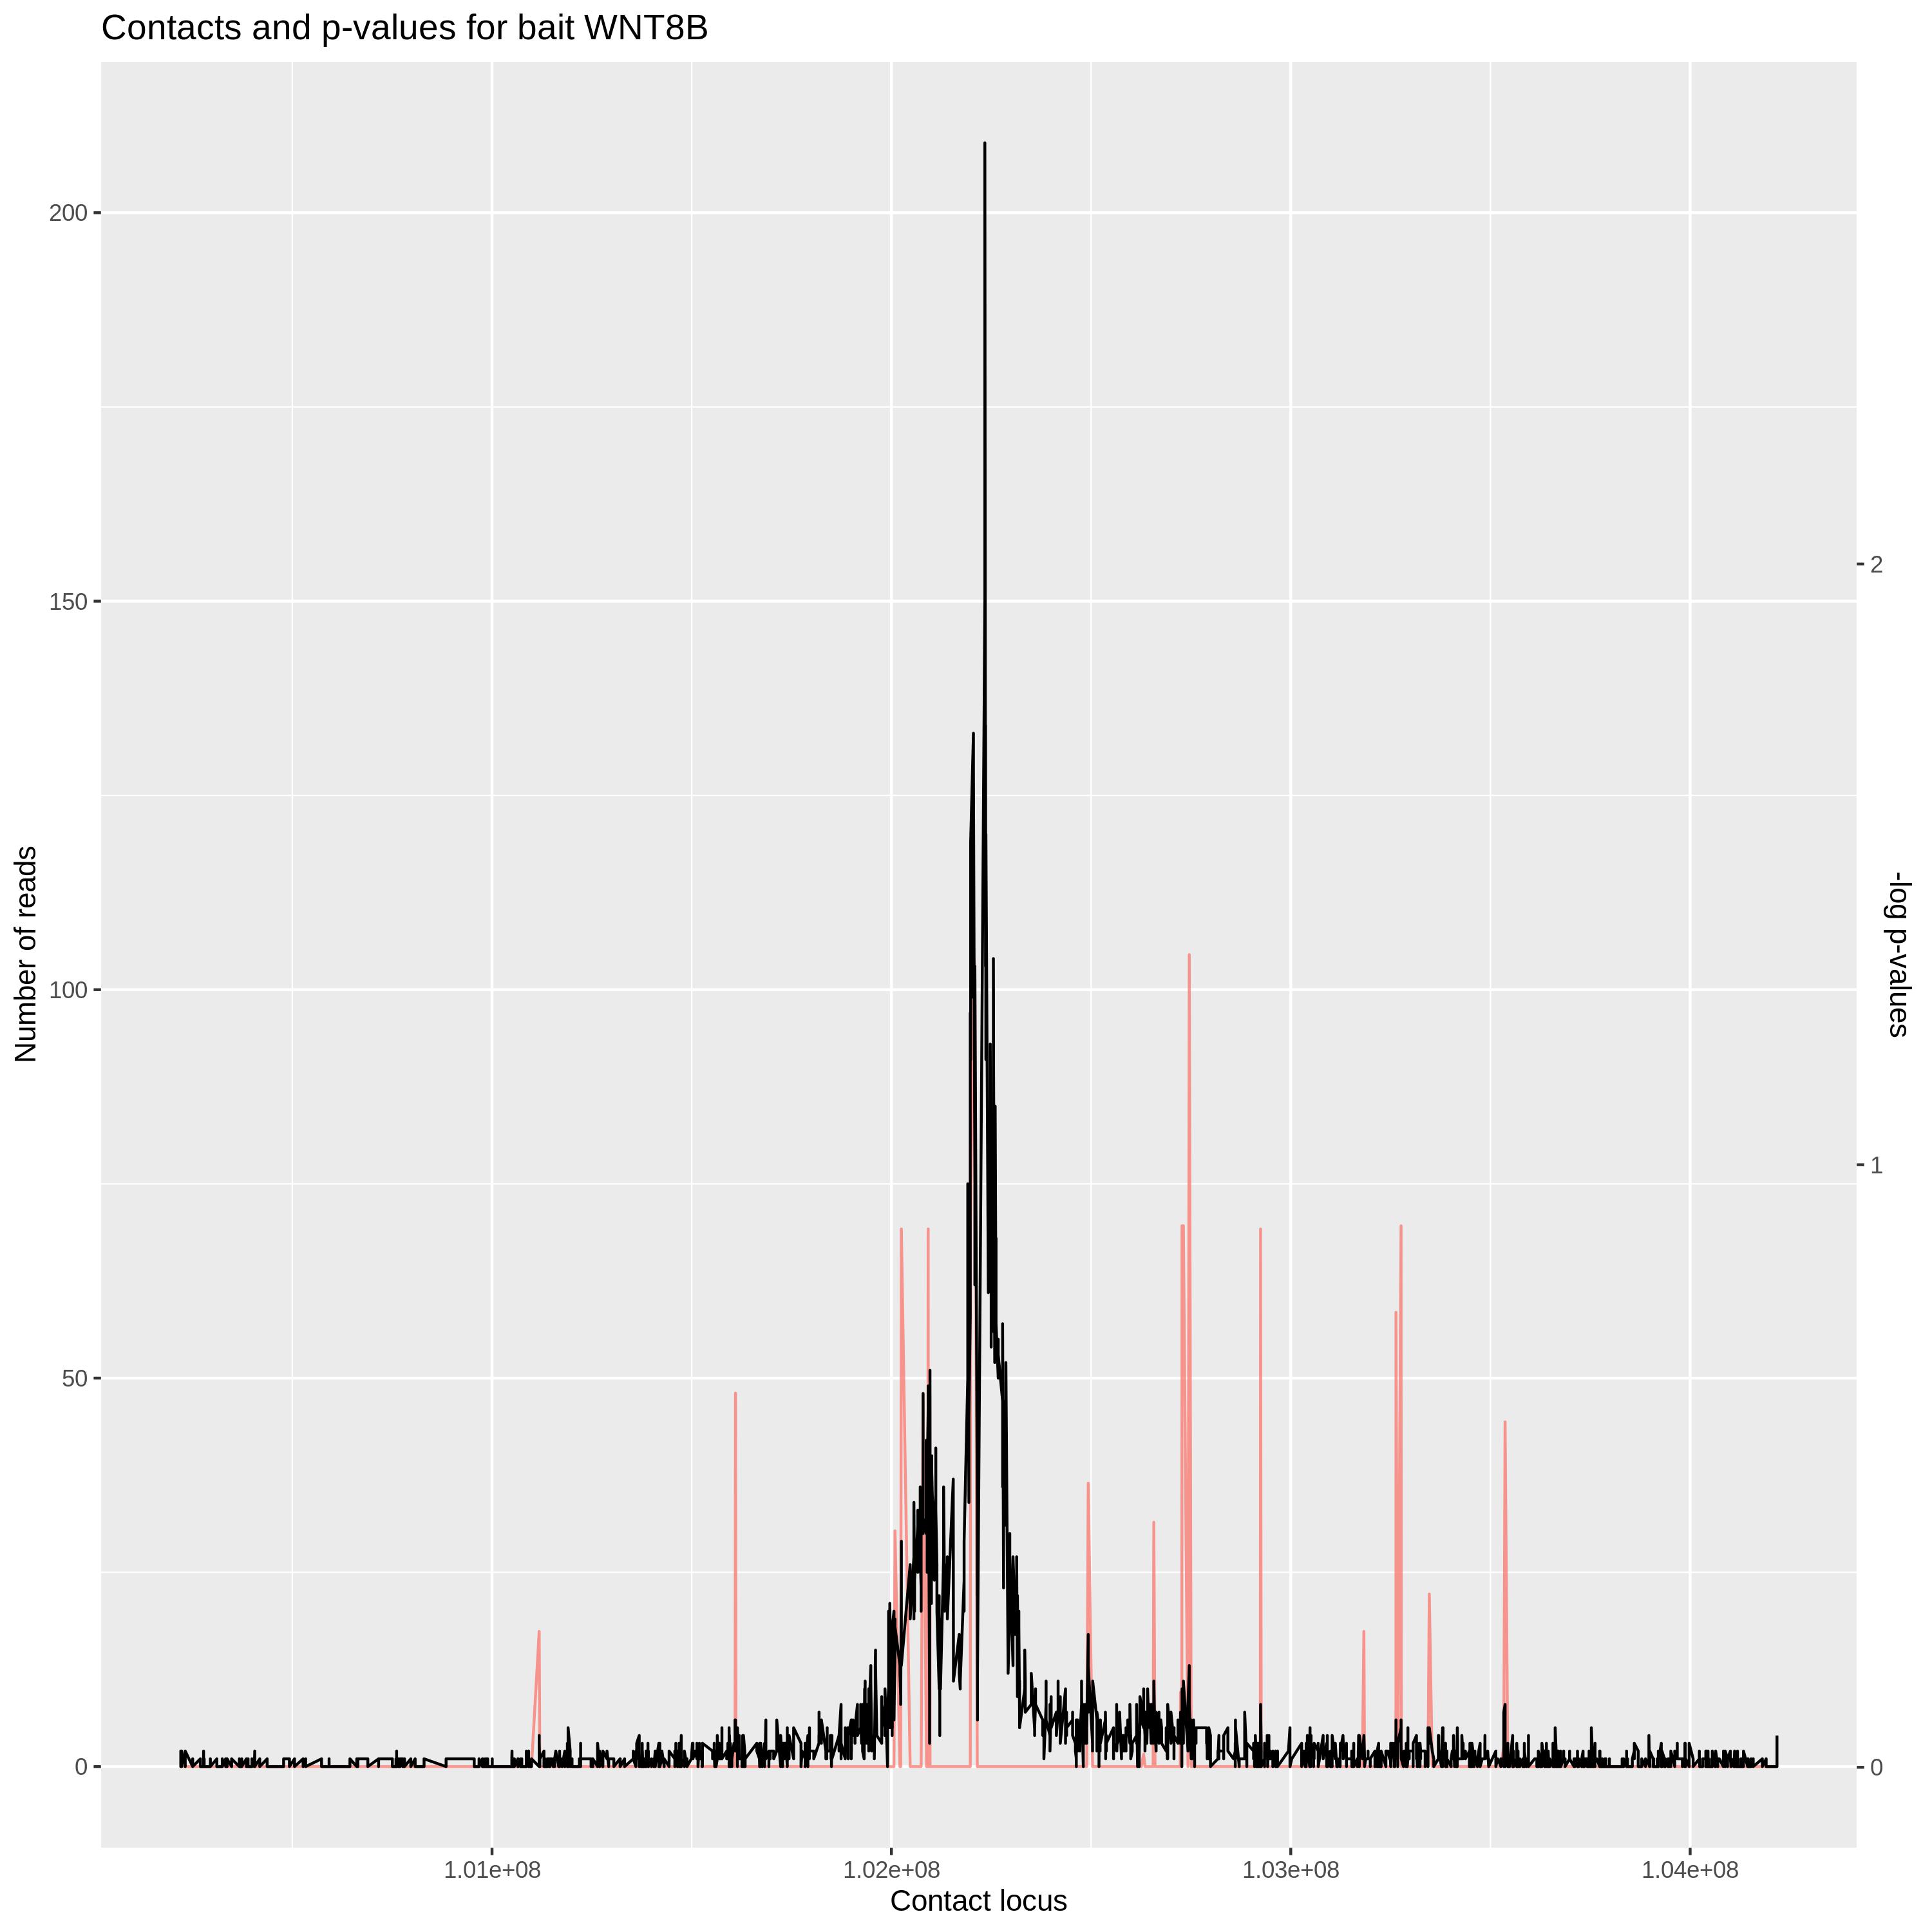 Contacts and p-values for bait WNT8B
Number of reads
200
150
100
50
0
2
1
0
-log p-values
1.01e+08
1.02e+08
1.03e+08
1.04e+08
Contact locus